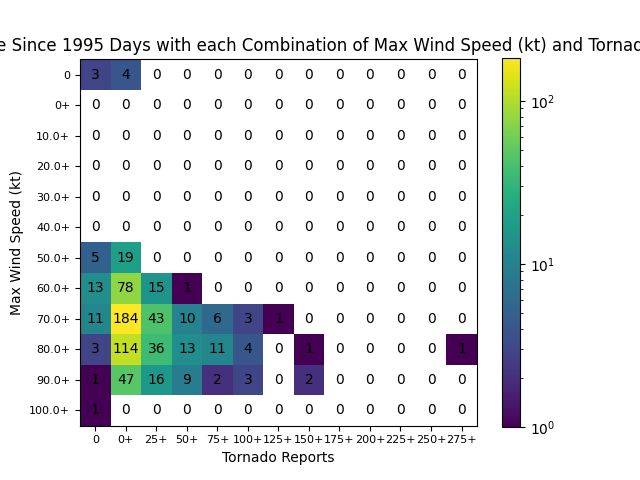 e Since 1995 Days with each Combination of Max Wind Speed (kt) and Tornad
0 3 4 0 0 0 0 0 0 0 0 0 0 0
0+ 0 0 0 0 0 0 0 0 0 0 0 0 0
10.0+ 0 0 0 0 0 0 0 0 0 0 0 0 0
20.0+ 0 0 0 0 0 0 0 0 0 0 0 0 0
30.0+ 0 0 0 0 0 0 0 0 0 0 0 0 0
40.0+ 0 0 0 0 0 0 0 0 0 0 0 0 0
50.0+ 5 19 0 0 0 0 0 0 0 0 0 0 0
60.0+ 13 78 15 1 0 0 0 0 0 0 0 0 0
70.0+ 11 184 43 10 6 3 1 0 0 0 0 0 0
80.0+ 3 114 36 13 11 4 0 1 0 0 0 0 1
90.0+ 1 47 16 9 2 3 0 2 0 0 0 0 0
100.0+ 1 0 0 0 0 0 0 0 0 0 0 0 0
0 0+ 25+ 50+ 75+ 100+ 125+ 150+ 175+ 200+ 225+ 250+ 275+
Tornado Reports
Max Wind Speed (kt)
10²
10¹
10⁰